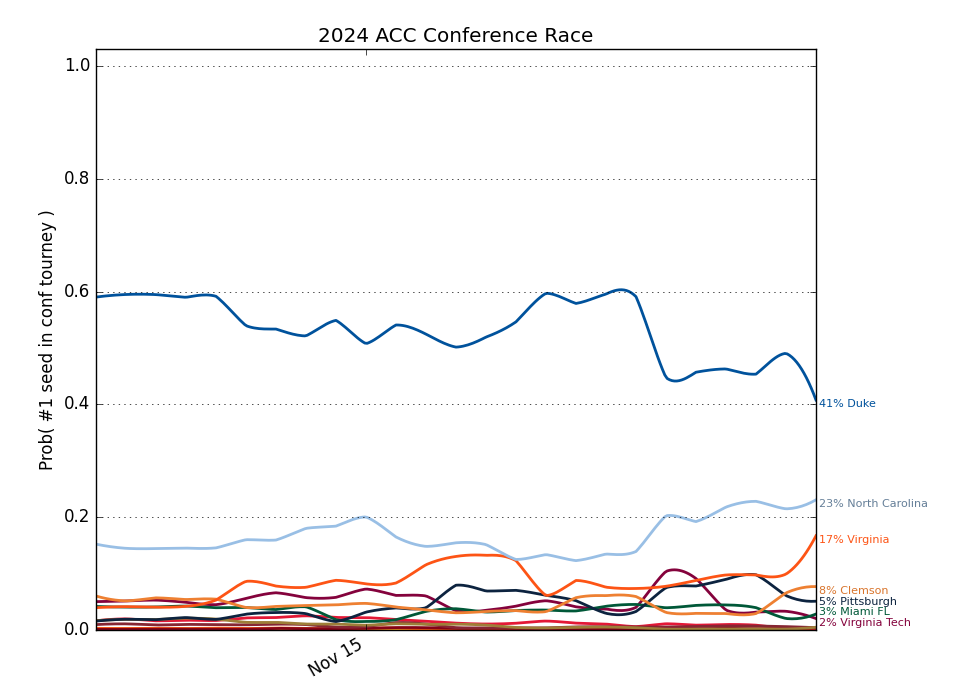 2024 ACC Conference Race
Prob( #1 seed in conf tourney )
1.0
0.8
0.6
0.4
0.2
0.0
Nov 15
41% Duke
23% North Carolina
17% Virginia
8% Clemson
5% Pittsburgh
3% Miami FL
2% Virginia Tech